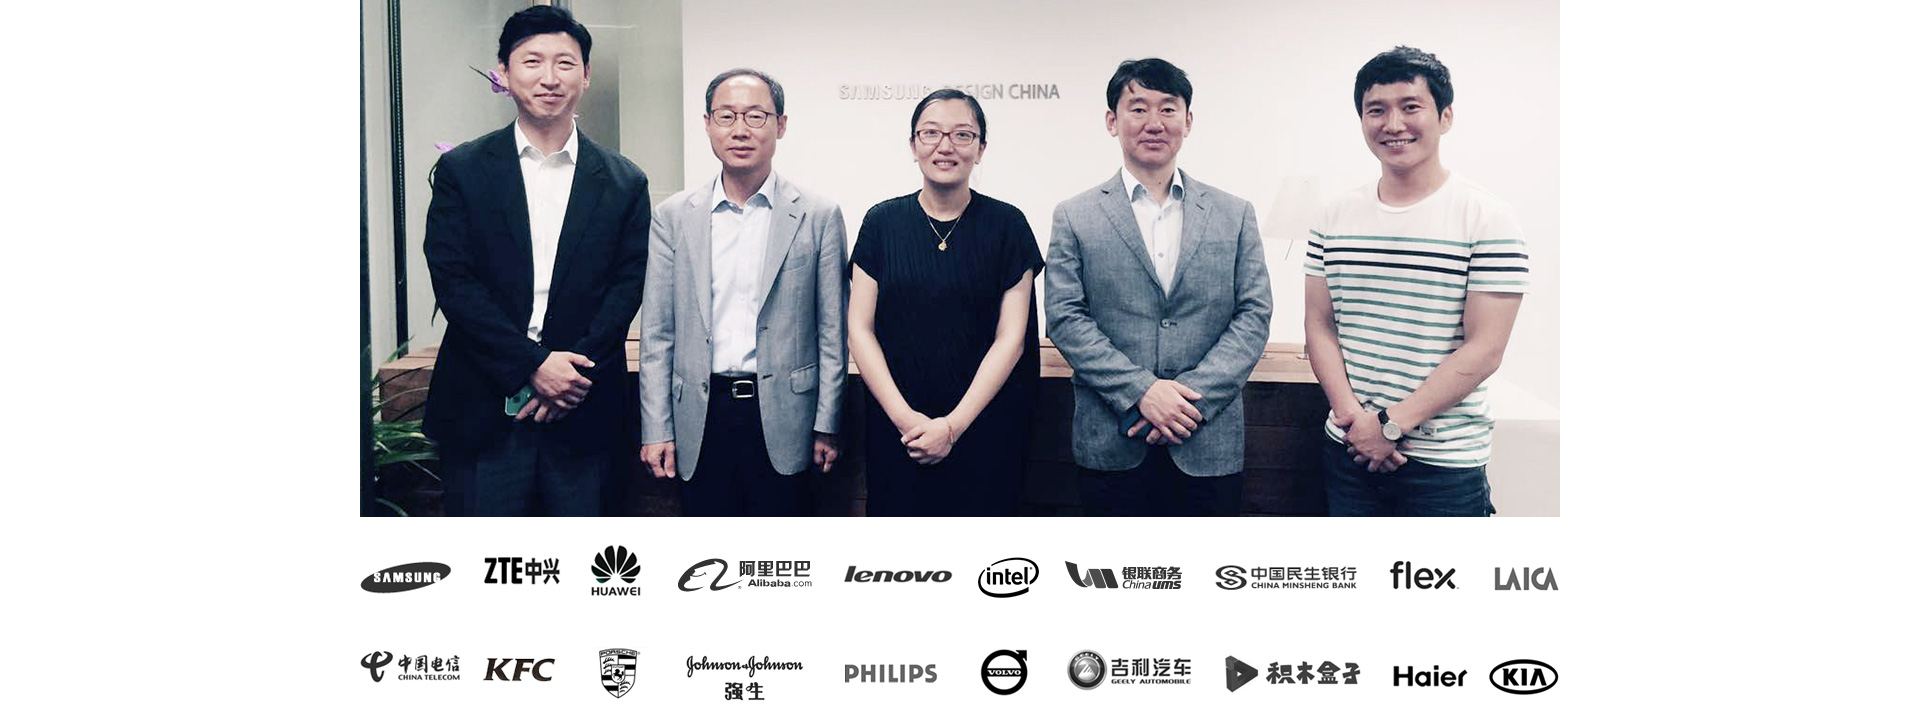 SAMSUNG DESIGN CHINA
SAMSUNG
ZTE中兴
HUAWEI
阿里巴巴
Alibaba.com
lenovo
intel
银联商务
China ums
中国民生银行
CHINA MINSHENG BANK
flex
LAICA
中国电信
CHINA TELECOM
KFC
PORSCHE
Johnson & Johnson
强生
PHILIPS
VOLVO
吉利汽车
GEELY AUTOMOBILE
积木盒子
Haier
KIA